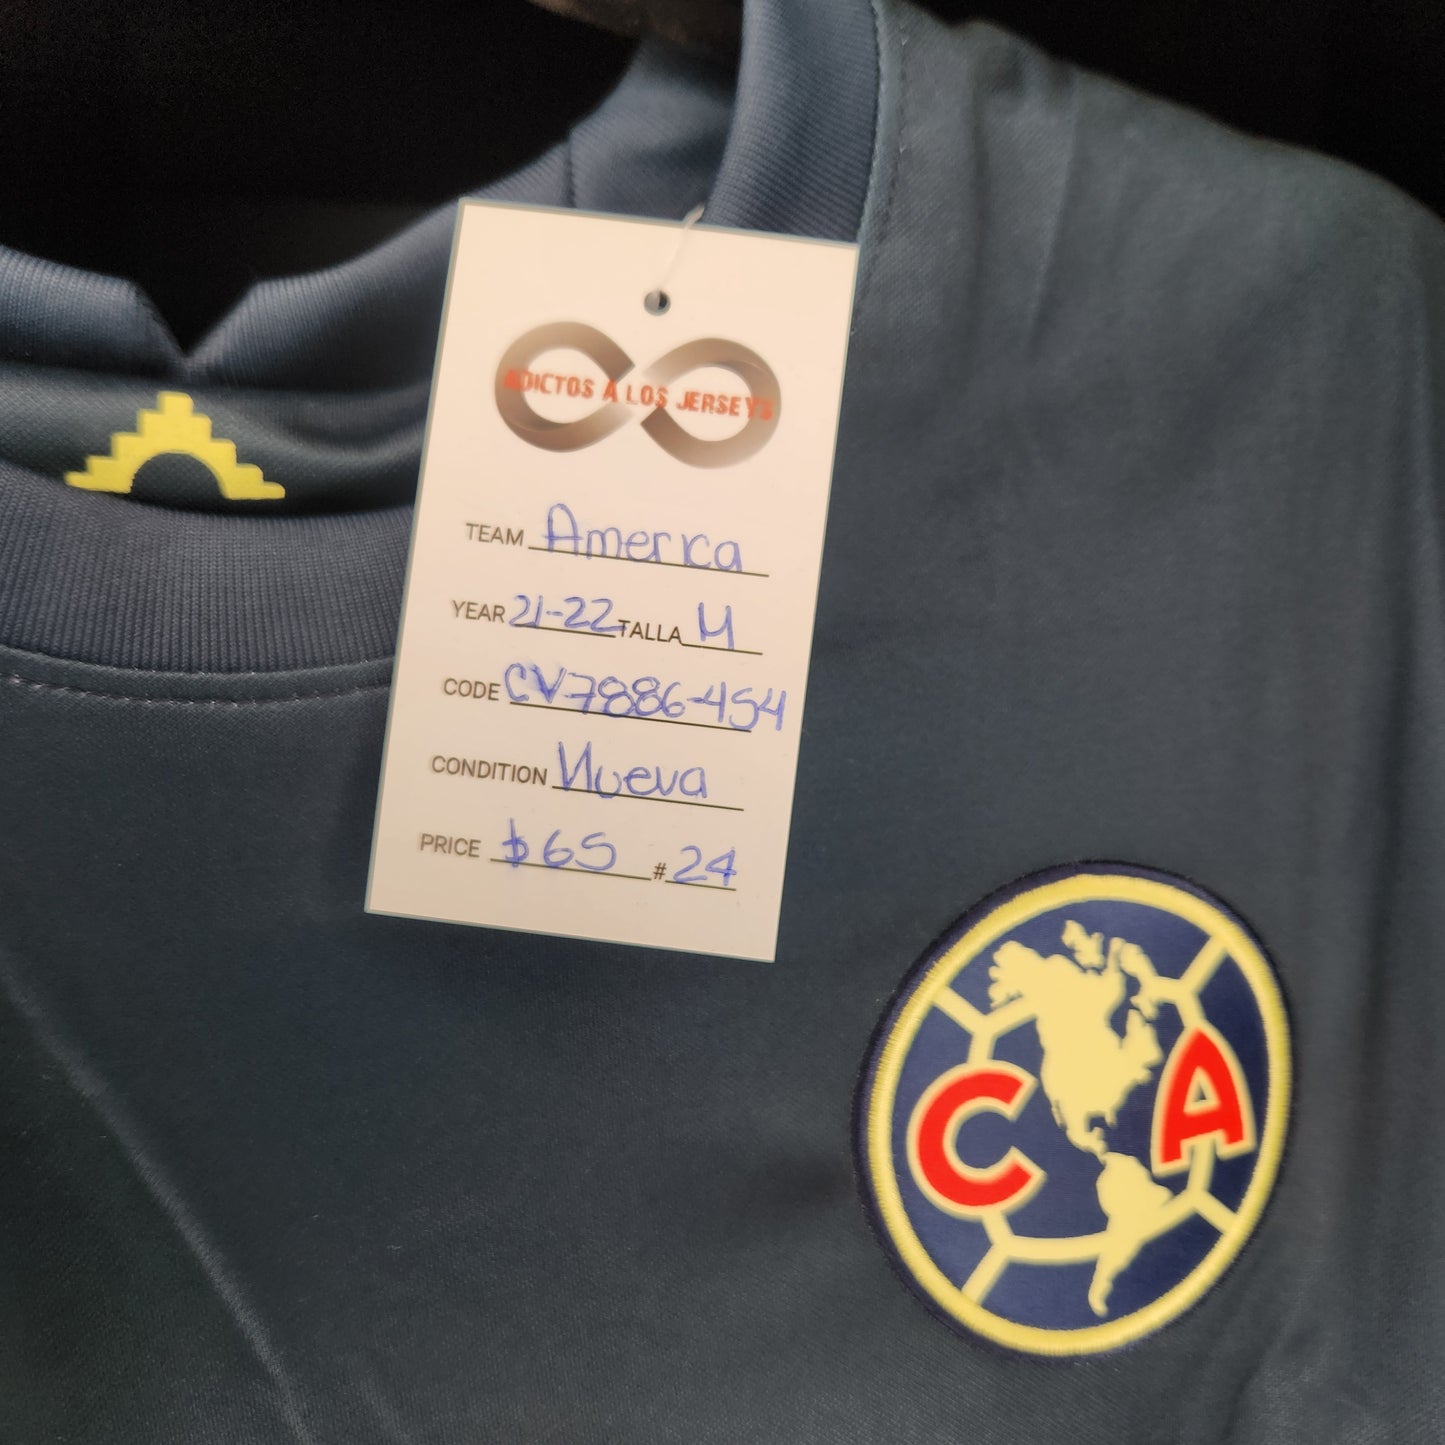 ADICTOS A LOS JERSEYS
TEAM America
YEAR 21-22 TALLA M
CODE CV7886-454
CONDITION Nueva
PRICE $65 # 24
C A